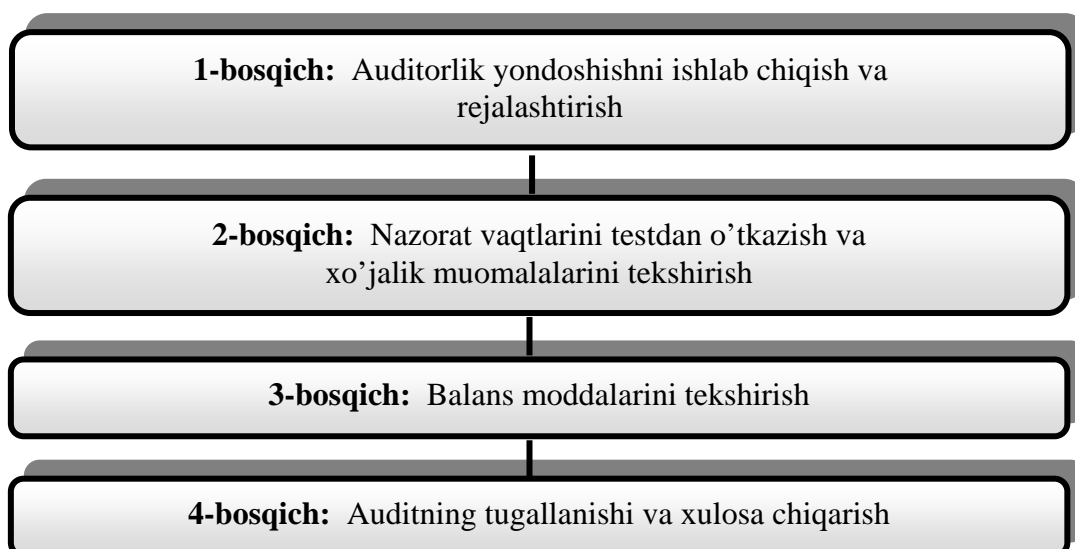 1-bosqich: Auditorlik yondoshishni ishlab chiqish va
rejalashtirish
2-bosqich: Nazorat vaqtlarini testdan o’tkazish va
xo’jalik muomalalarini tekshirish
3-bosqich: Balans moddalarini tekshirish
4-bosqich: Auditning tugallanishi va xulosa chiqarish